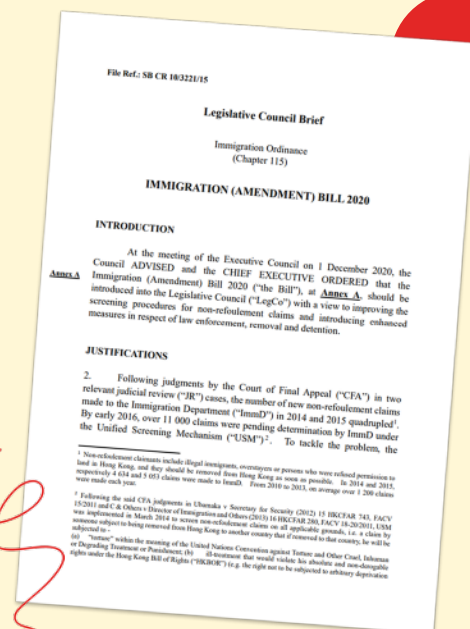 File Ref.: SB CR 10/3221/15
Legislative Council Brief
Immigration Ordinance
(Chapter 115)
IMMIGRATION (AMENDMENT) BILL 2020
INTRODUCTION
At the meeting of the Executive Council on 1 December 2020, the
Council ADVISED and the CHIEF EXECUTIVE ORDERED that the
Annex A Immigration (Amendment) Bill 2020 (“the Bill”), at Annex A, should be
introduced into the Legislative Council (“LegCo”) with a view to improving the
screening procedures for non-refoulement claims and introducing enhanced
measures in respect of law enforcement, removal and detention.
JUSTIFICATIONS
2. Following judgments by the Court of Final Appeal (“CFA”) in two
relevant judicial review (“JR”) cases, the number of new non-refoulement claims
made to the Immigration Department (“ImmD”) in 2014 and 2015 quadrupled¹.
By early 2016, over 11 000 claims were pending determination by ImmD under
the Unified Screening Mechanism (“USM”)². To tackle the problem, the
¹ Non-refoulement claimants include illegal immigrants, overstayers or persons who were refused permission to
land in Hong Kong, and they should be removed from Hong Kong as soon as possible. In 2014 and 2015,
respectively 4 634 and 5 053 claims were made to ImmD. From 2010 to 2013, on average over 1 200 claims
were made each year.
² Following the said CFA judgments in Ubamaka v Secretary for Security (2012) 15 HKCFAR 743, FACV
15/2011 and C & Others v Director of Immigration and Others (2013) 16 HKCFAR 280, FACV 18-20/2011, USM
was implemented in March 2014 to screen non-refoulement claims on all applicable grounds, i.e. a claim by
someone subject to being removed from Hong Kong to another country that if removed to that country, he will be
subjected to –
(a) “torture” within the meaning of the United Nations Convention against Torture and Other Cruel, Inhuman
or Degrading Treatment or Punishment; (b) ill-treatment that would violate his absolute and non-derogable
rights under the Hong Kong Bill of Rights (“HKBOR”) (e.g. the right not to be subjected to arbitrary deprivation